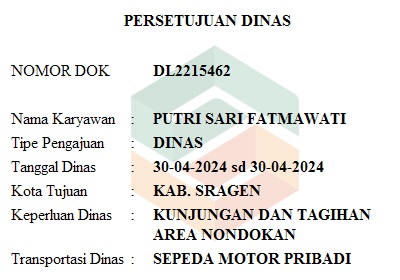 PERSETUJUAN DINAS
NOMOR DOK DL2215462
Nama Karyawan : PUTRI SARI FATMAWATI
Tipe Pengajuan : DINAS
Tanggal Dinas : 30-04-2024 sd 30-04-2024
Kota Tujuan : KAB. SRAGEN
Keperluan Dinas : KUNJUNGAN DAN TAGIHAN
AREA NONDOKAN
Transportasi Dinas : SEPEDA MOTOR PRIBADI